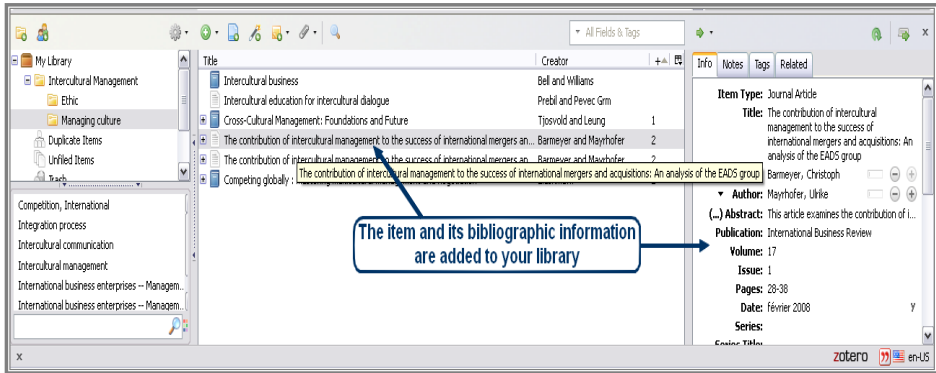 All Fields & Tags
My Library
Intercultural Management
Ethic
Managing culture
Duplicate Items
Unfiled Items
Trash
Competition, International
Integration process
Intercultural communication
Intercultural management
International business enterprises -- Managem..
International business enterprises -- Managem..
x
Title Creator
Intercultural business Bell and Williams
Intercultural education for intercultural dialogue Prebil and Pevec Grm
Cross-Cultural Management: Foundations and Future Tjosvold and Leung 1
The contribution of intercultural management to the success of international mergers an... Barmeyer and Mayrhofer 2
The contribution of intercultural management to the success of international mergers an... Barmeyer and Mayrhofer 2
The contribution of intercultural management to the success of international mergers and acquisitions: An analysis of the EADS group
Competing globally :
The item and its bibliographic information
are added to your library
x
Info Notes Tags Related
Item Type: Journal Article
Title: The contribution of intercultural
management to the success of
international mergers and acquisitions: An
analysis of the EADS group
Barmeyer, Christoph
Author: Mayrhofer, Ulrike
(...) Abstract: This article examines the contribution of i...
Publication: International Business Review
Volume: 17
Issue: 1
Pages: 28-38
Date: février 2008 y
Series:
Series Title:
zotero en-US